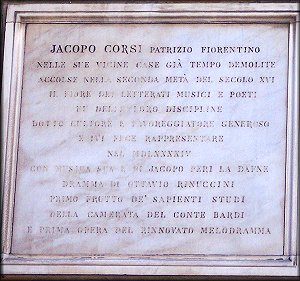 JACOPO CORSI PATRIZIO FIORENTINO
NELLE SUE VICINE CASE GIÀ TEMPO DEMOLITE
ACCOLSE NELLA SECONDA METÀ DEL SECOLO XVI
IL FIORE DEI LETTERATI MUSICI E POETI
DI DISCIPLINE
DOTTO CULTORE E FAVOREGGIATORE GENEROSO
E IVI FECE RAPPRESENTARE
NEL MDLXXXXIV
CON MUSICA SUA E DI JACOPO PERI LA DAFNE
DRAMMA DI OTTAVIO RINUCCINI
PRIMO FRUTTO DE' SAPIENTI STUDI
DELLA CAMERATA DEL CONTE BARDI
E PRIMA OPERA DEL RINNOVATO MELODRAMMA